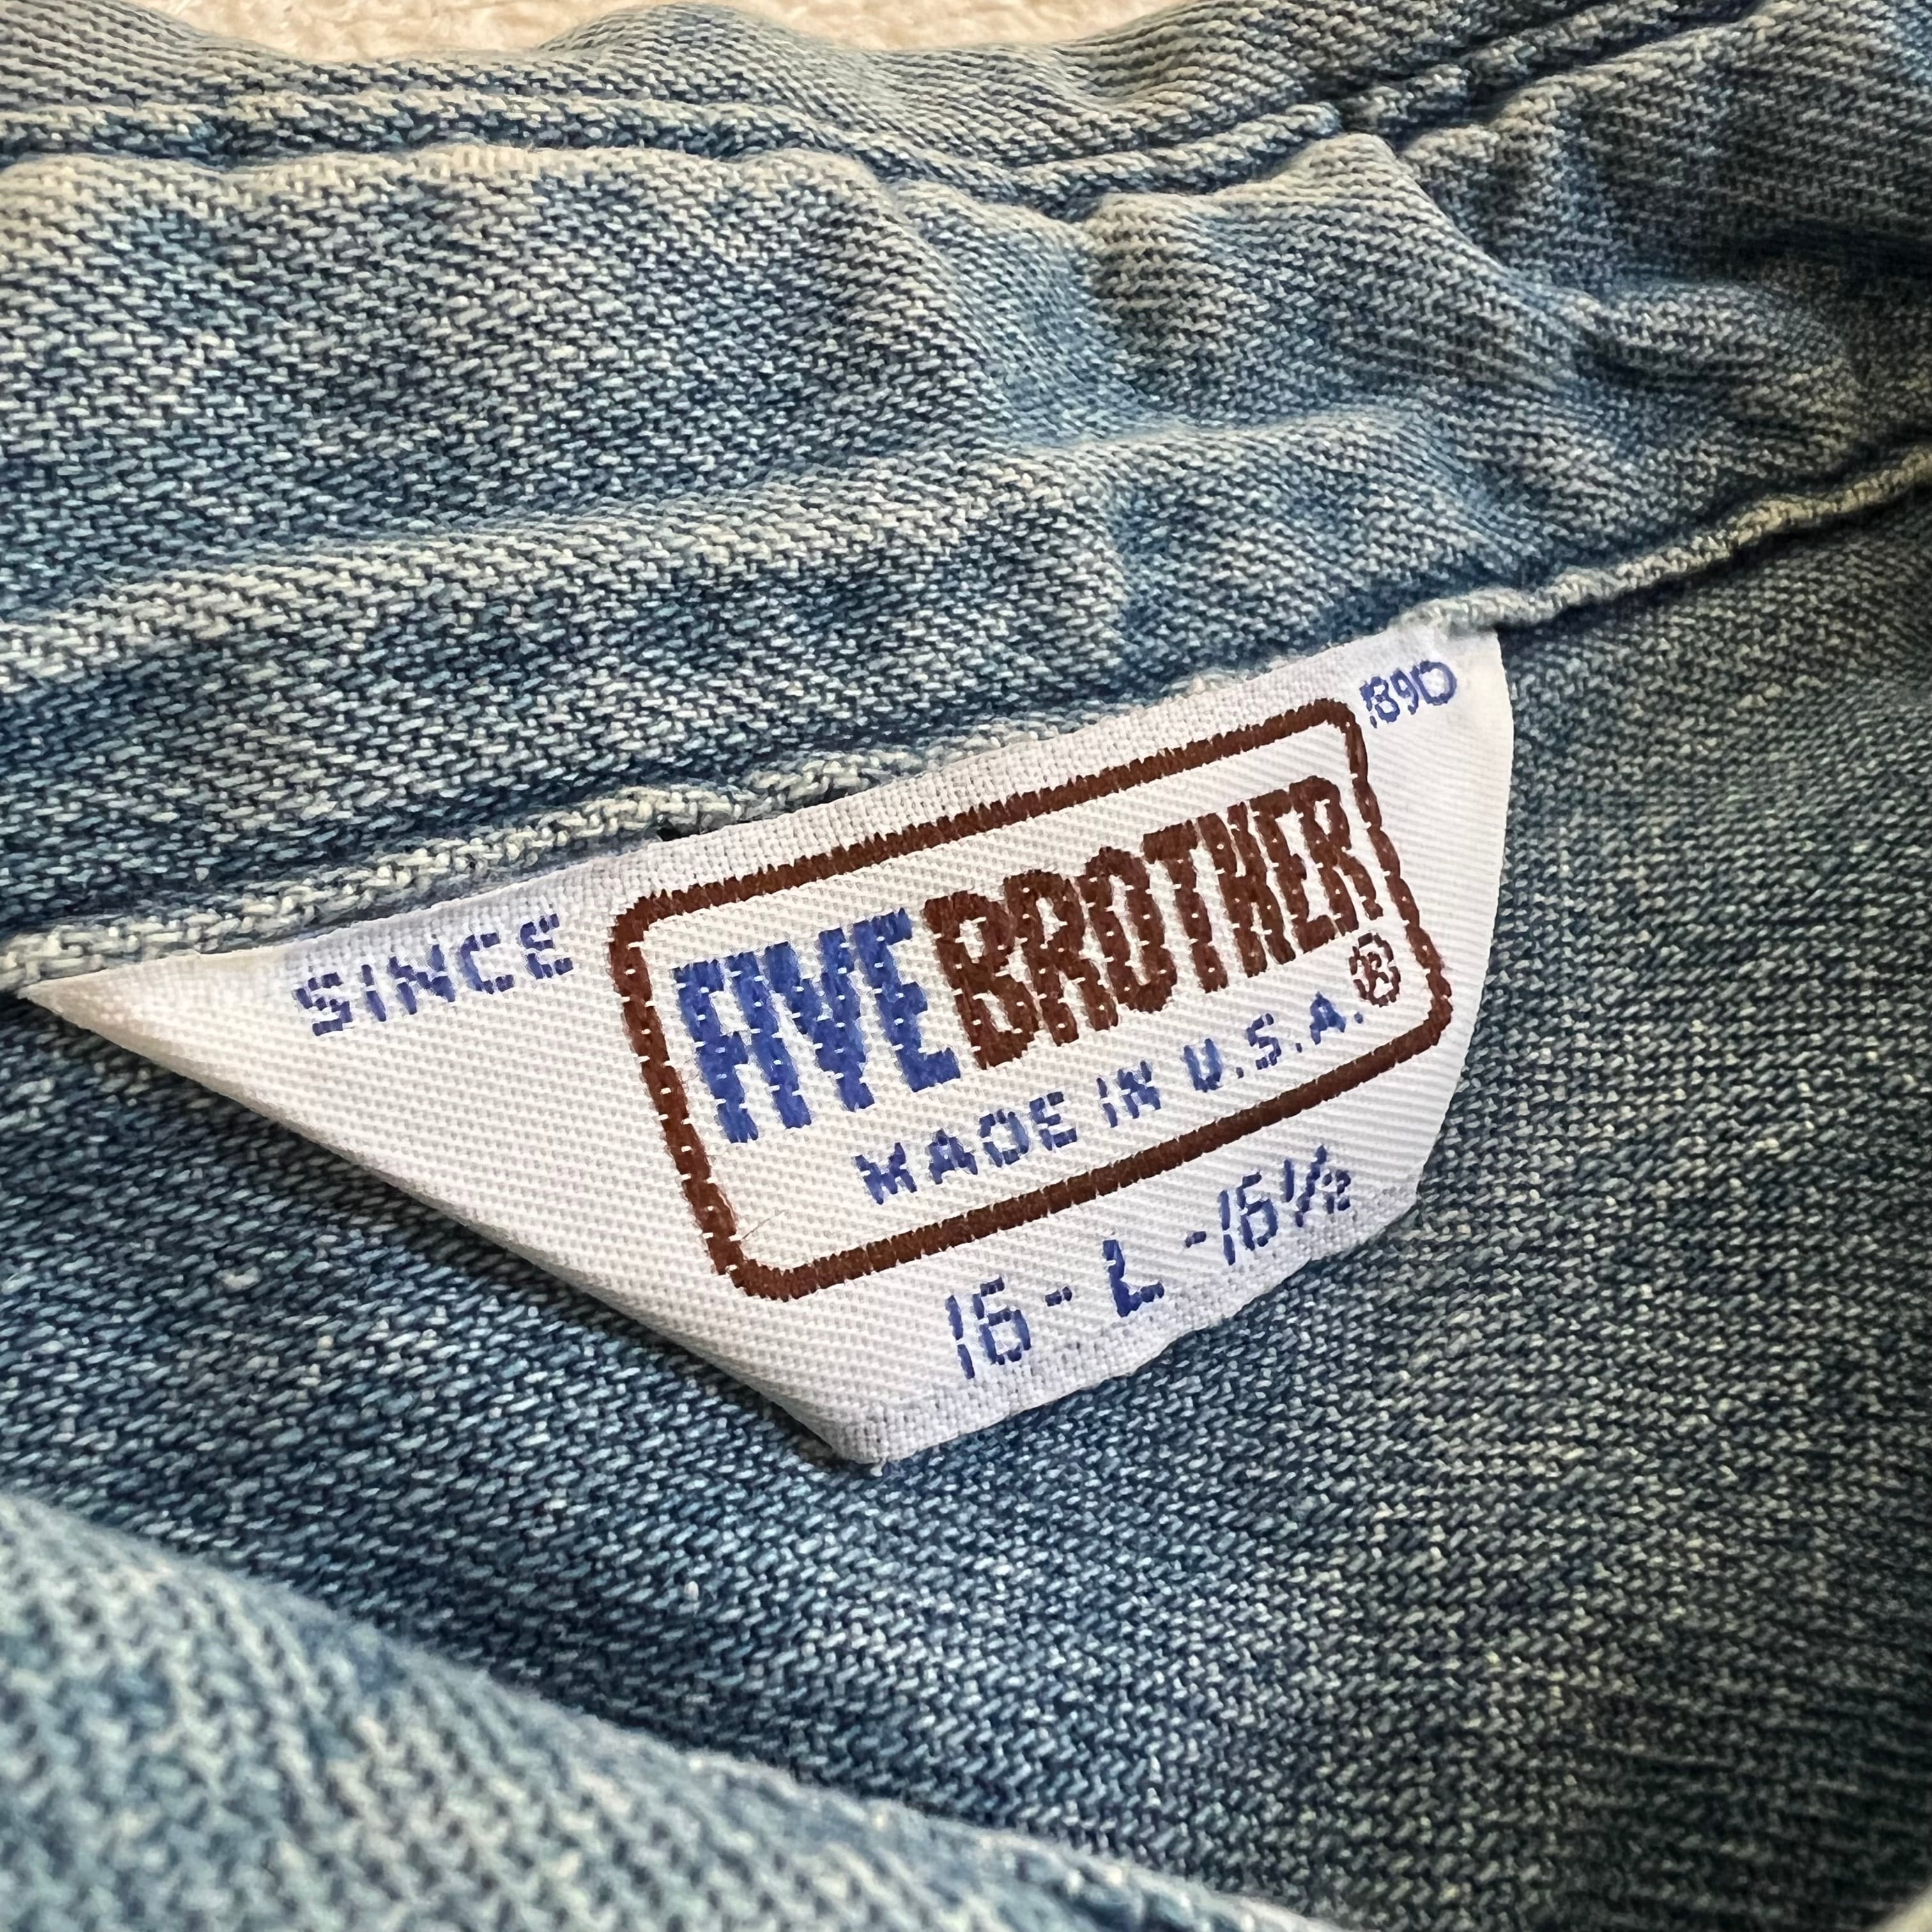 SINCE 1890
FIVE BROTHER
MADE IN U.S.A. ®
16 - L - 16½